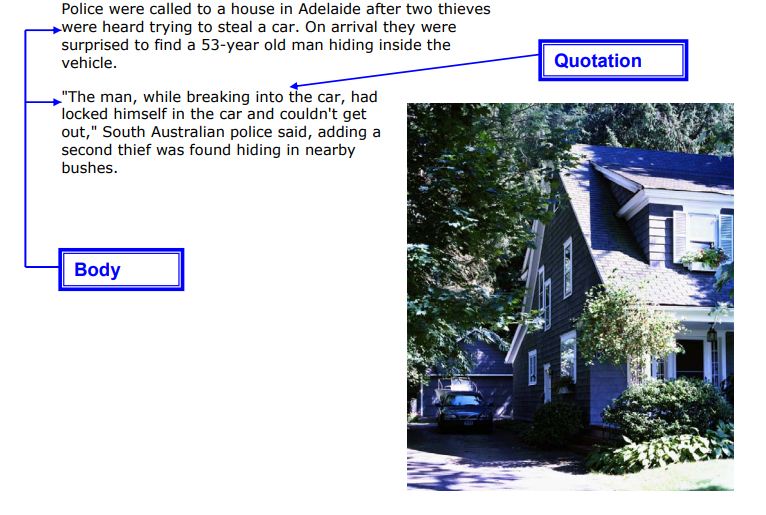 Police were called to a house in Adelaide after two thieves
were heard trying to steal a car. On arrival they were
surprised to find a 53-year old man hiding inside the
vehicle.
Quotation
"The man, while breaking into the car, had
locked himself in the car and couldn't get
out," South Australian police said, adding a
second thief was found hiding in nearby
bushes.
Body